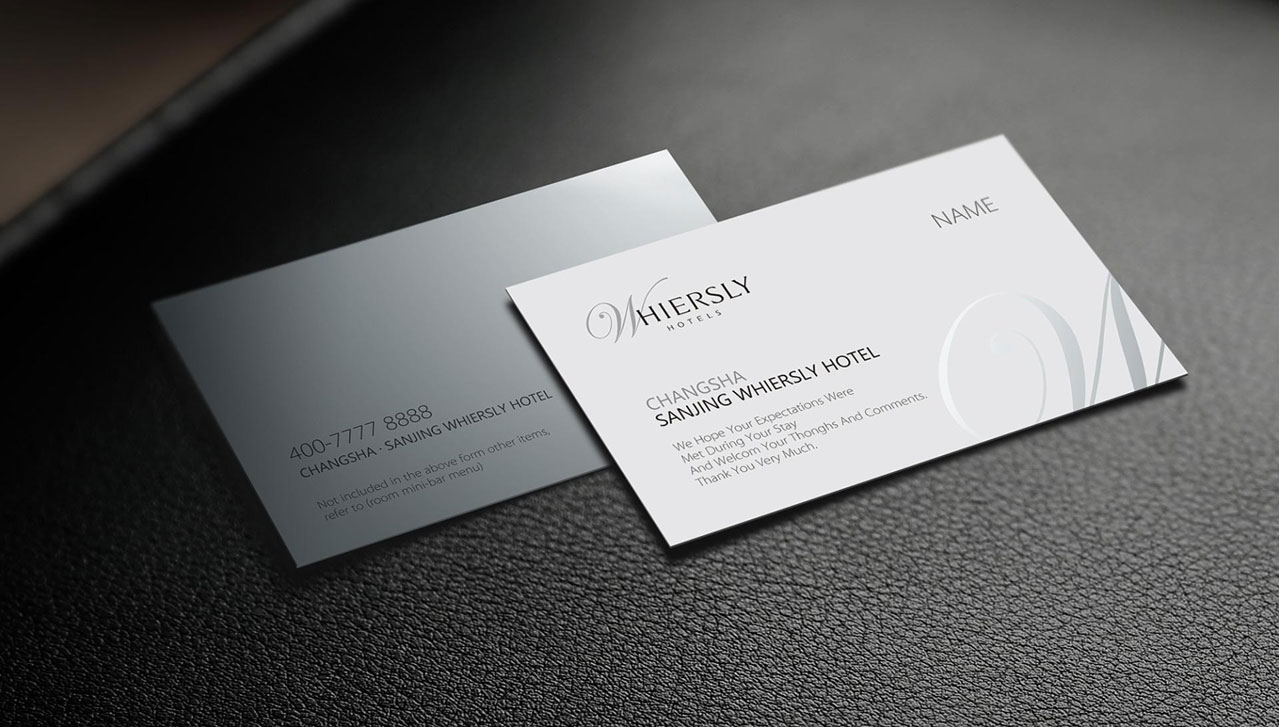 400-7777 8888
CHANGSHA · SANJING WHIERSLY HOTEL
Not included in the above form other items,
refer to (room mini-bar menu)
NAME
WHIERSLY
HOTELS
CHANGSHA
SANJING WHIERSLY HOTEL
We Hope Your Expectations Were
Met During Your Stay
And Welcom Your Thonghs And Comments.
Thank You Very Much.
W